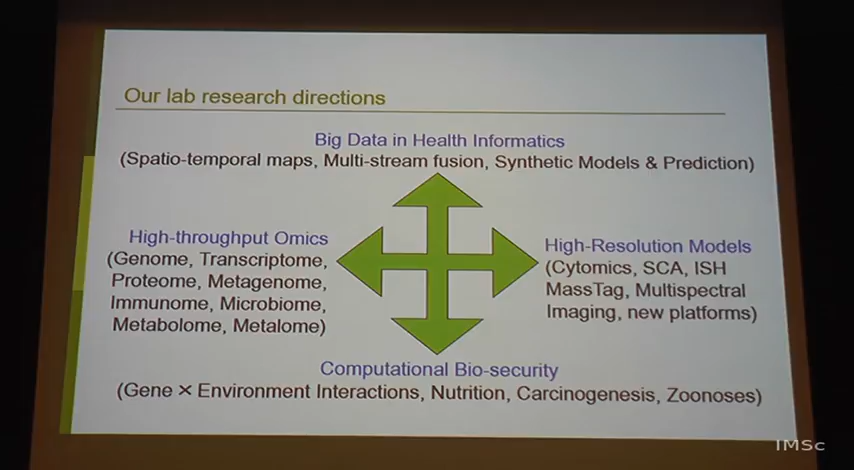 Our lab research directions
Big Data in Health Informatics
(Spatio-temporal maps, Multi-stream fusion, Synthetic Models & Prediction)
High-throughput Omics
(Genome, Transcriptome,
Proteome, Metagenome,
Immunome, Microbiome,
Metabolome, Metalome)
High-Resolution Models
(Cytomics, SCA, ISH
MassTag, Multispectral
Imaging, new platforms)
Computational Bio-security
(Gene × Environment Interactions, Nutrition, Carcinogenesis, Zoonoses)
IMSc